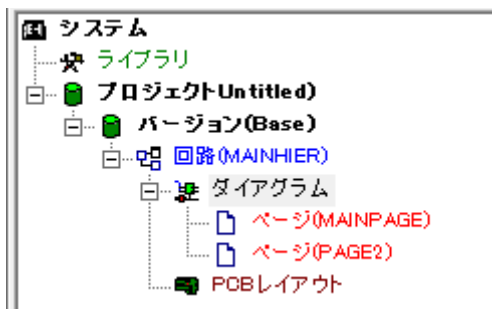 システム
ライブラリ
プロジェクトUntitled)
バージョン(Base)
回路(MAINHIER)
ダイアグラム
ページ(MAINPAGE)
ページ(PAGE2)
PCBレイアウト